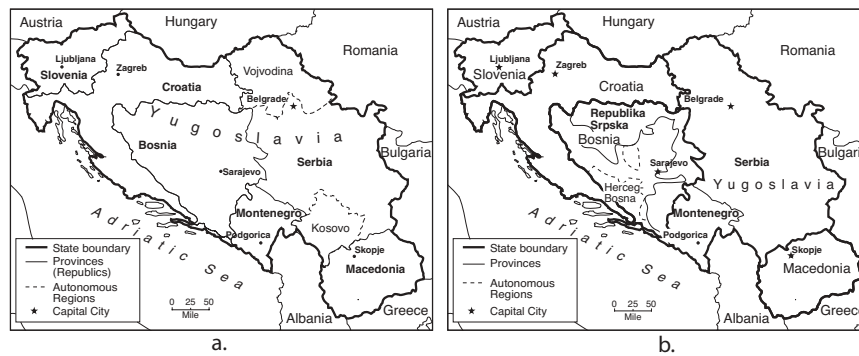 Austria
Hungary
Romania
Ljubljana
Slovenia
Zagreb
Croatia
Vojvodina
Belgrade
Yugoslavia
Bosnia
Serbia
Bulgaria
Sarajevo
Montenegro
Kosovo
Podgorica
Skopje
Macedonia
Adriatic Sea
Albania
Greece
State boundary
Provinces
(Republics)
Autonomous
Regions
Capital City
0 25 50
Mile
a.
Austria
Hungary
Romania
Ljubljana
Slovenia
Zagreb
Croatia
Belgrade
Republika
Srpska
Bosnia
Sarajevo
Serbia
Bulgaria
Yugoslavia
Herceg-
Bosna
Montenegro
Podgorica
Skopje
Macedonia
Adriatic Sea
Albania
Greece
State boundary
Provinces
Autonomous
Regions
Capital City
0 25 50
Mile
b.